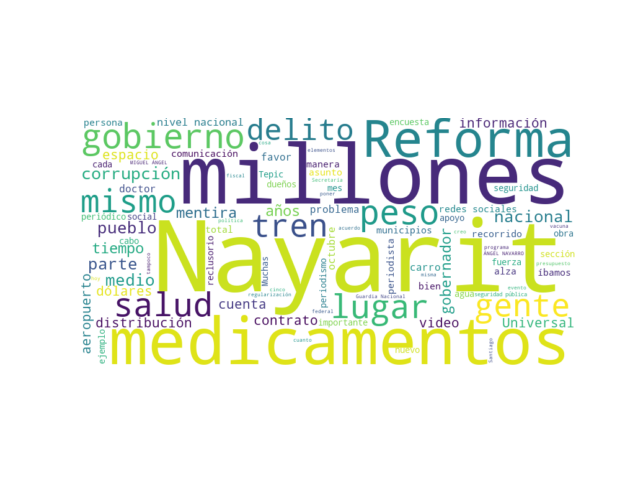 persona nivel nacional encuesta información
gobierno delito Reforma
espacio comunicación MIGUEL ÁNGEL favor manera elementos
corrupción cada millones
doctor fiscal dueños asunto Secretaría mes poner seguridad
mismo mentira años peso redes sociales nacional
periódico social política problema apoyo vacuna
pueblo total tren municipios recorrido obra
cabo acuerdo creo programa
tiempo Nayarit ÁNGEL NAVARRO sección
parte reclusorio Muchas octubre periodista gobernador fuerza
medio tampoco periodismo carro alza íbamos presupuesto
aeropuerto dólares cinco regularización Guardia Nacional bien agua seguridad pública evento
salud cuenta lugar gente
distribución contrato federal importante video Universal
ejemplo medicamentos cuanta nuevo Santiago
Tepic